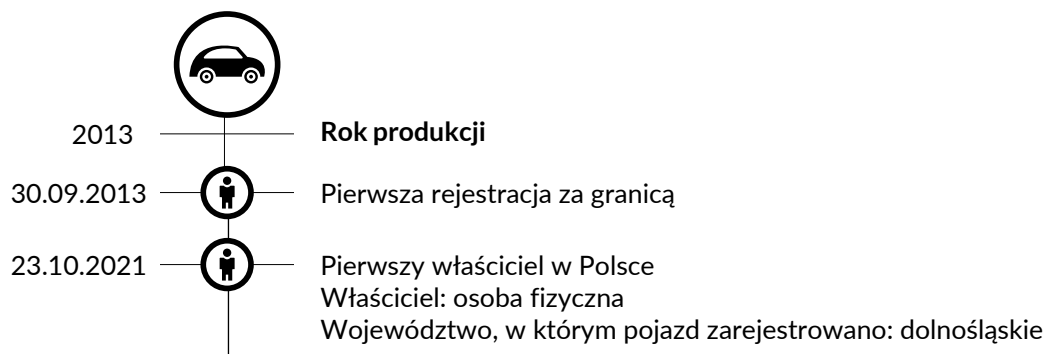 2013 Rok produkcji
30.09.2013 Pierwsza rejestracja za granicą
23.10.2021 Pierwszy właściciel w Polsce
Właściciel: osoba fizyczna
Województwo, w którym pojazd zarejestrowano: dolnośląskie